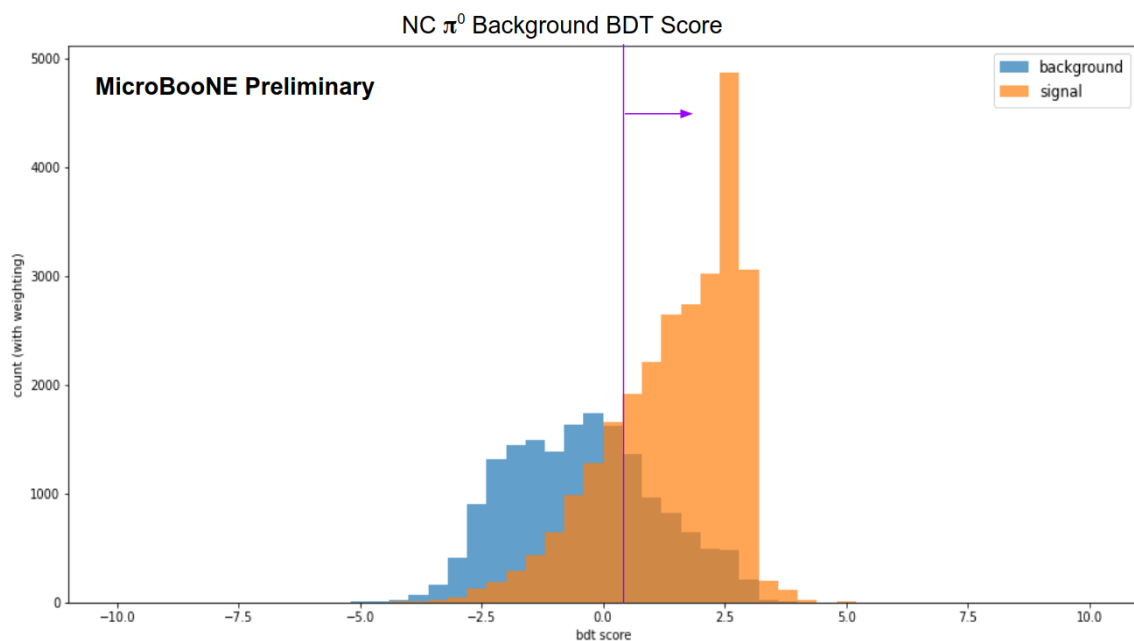 NC π⁰ Background BDT Score
MicroBooNE Preliminary
background
signal
count (with weighting)
5000
4000
3000
2000
1000
0
−10.0 −7.5 −5.0 −2.5 0.0 2.5 5.0 7.5 10.0
bdt score